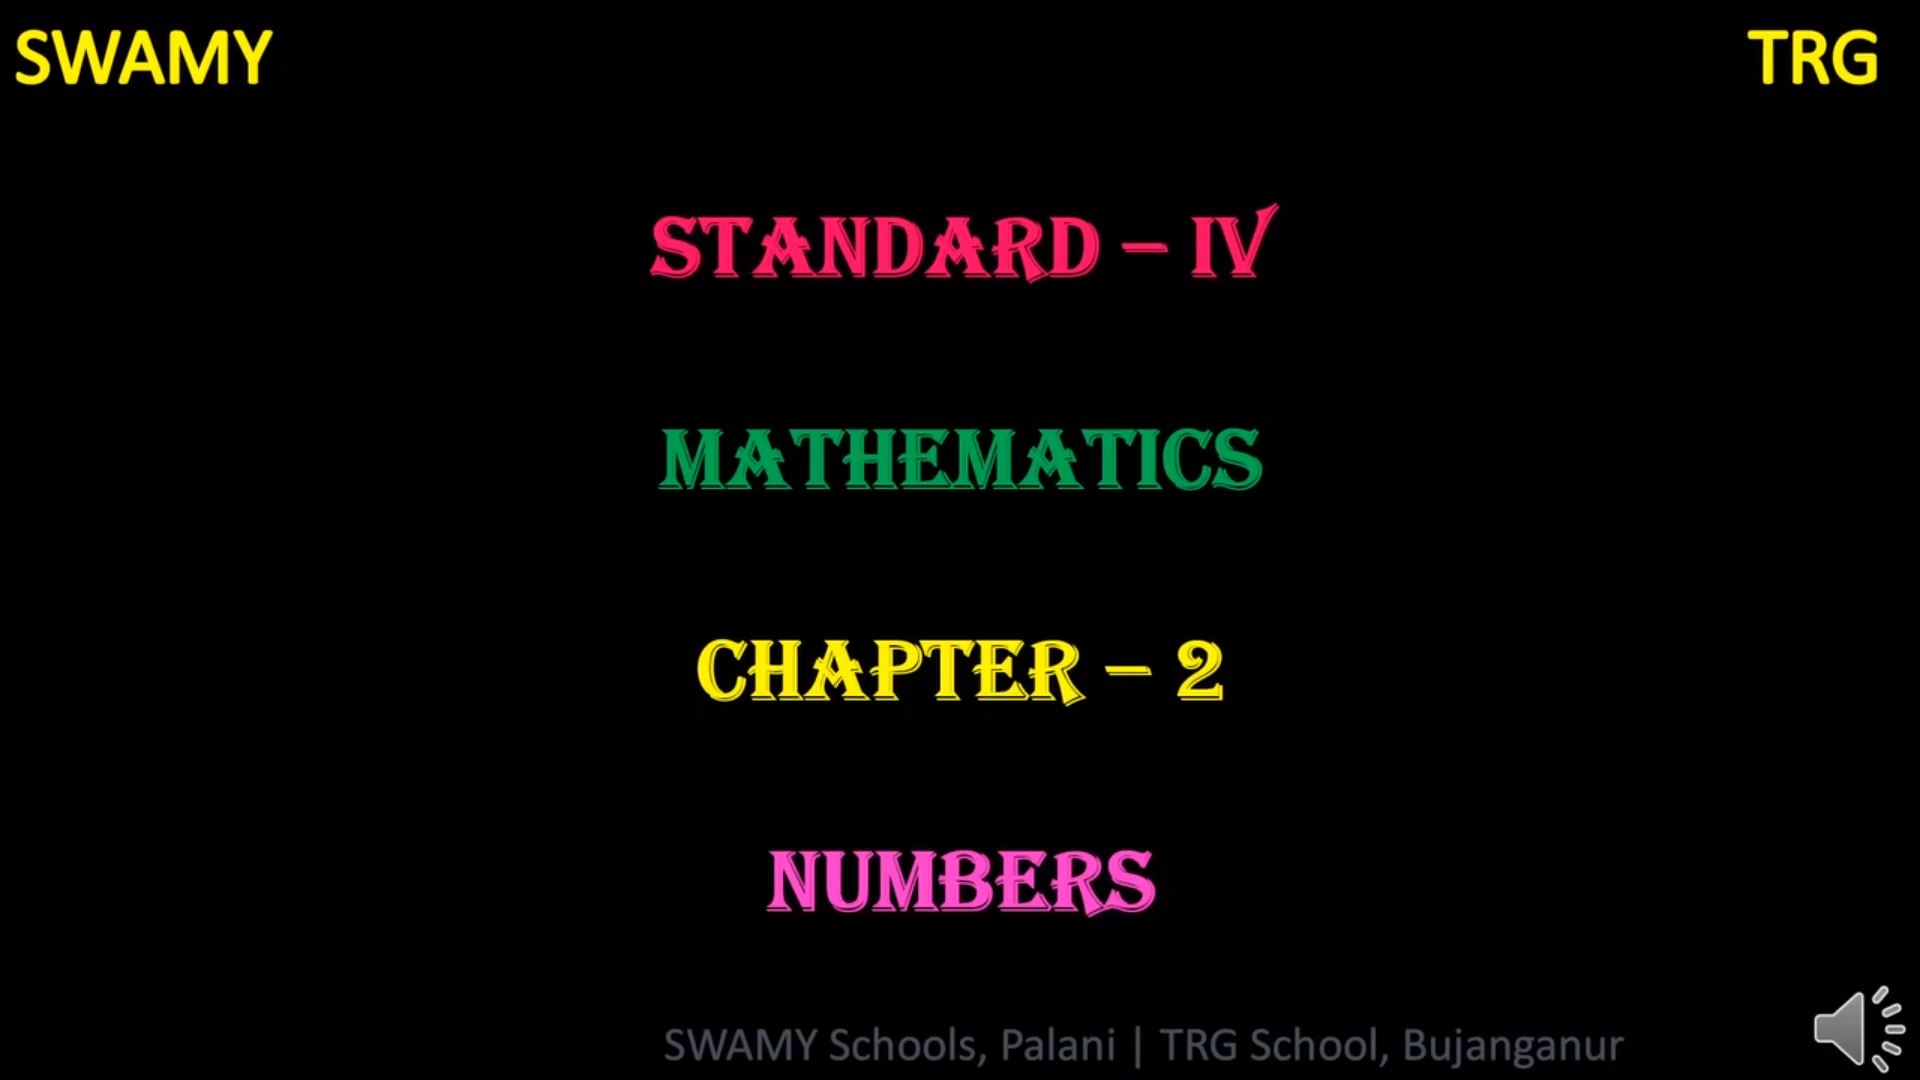 SWAMY TRG
STANDARD – IV
MATHEMATICS
CHAPTER – 2
NUMBERS
SWAMY Schools, Palani | TRG School, Bujanganur